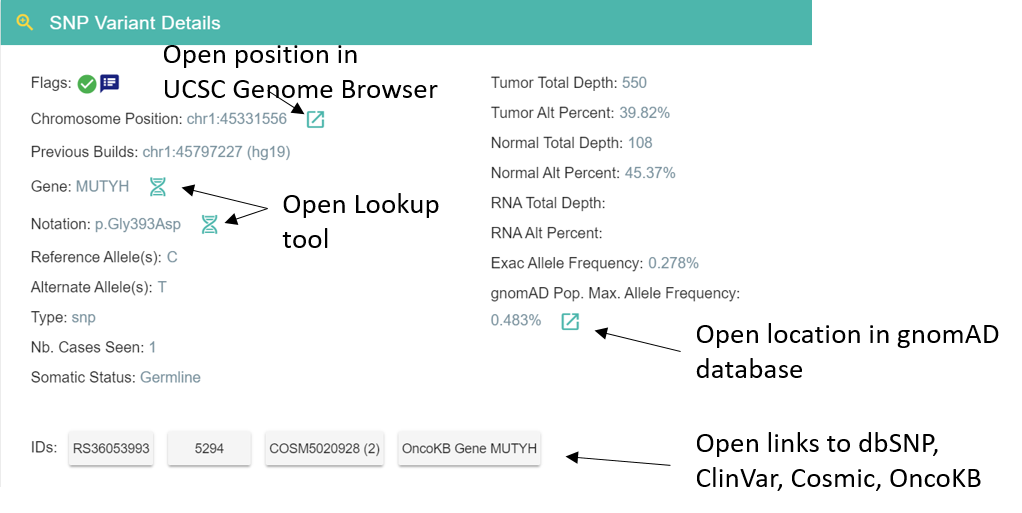 SNP Variant Details
Open position in
UCSC Genome Browser
Flags:
Chromosome Position: chr1:45331556
Previous Builds: chr1:45797227 (hg19)
Gene: MUTYH
Notation: p.Gly393Asp
Open Lookup
tool
Reference Allele(s): C
Alternate Allele(s): T
Type: snp
Nb. Cases Seen: 1
Somatic Status: Germline
Tumor Total Depth: 550
Tumor Alt Percent: 39.82%
Normal Total Depth: 108
Normal Alt Percent: 45.37%
RNA Total Depth:
RNA Alt Percent:
Exac Allele Frequency: 0.278%
gnomAD Pop. Max. Allele Frequency:
0.483%
Open location in gnomAD
database
IDs: RS36053993 5294 COSM5020928 (2) OncoKB Gene MUTYH
Open links to dbSNP,
ClinVar, Cosmic, OncoKB